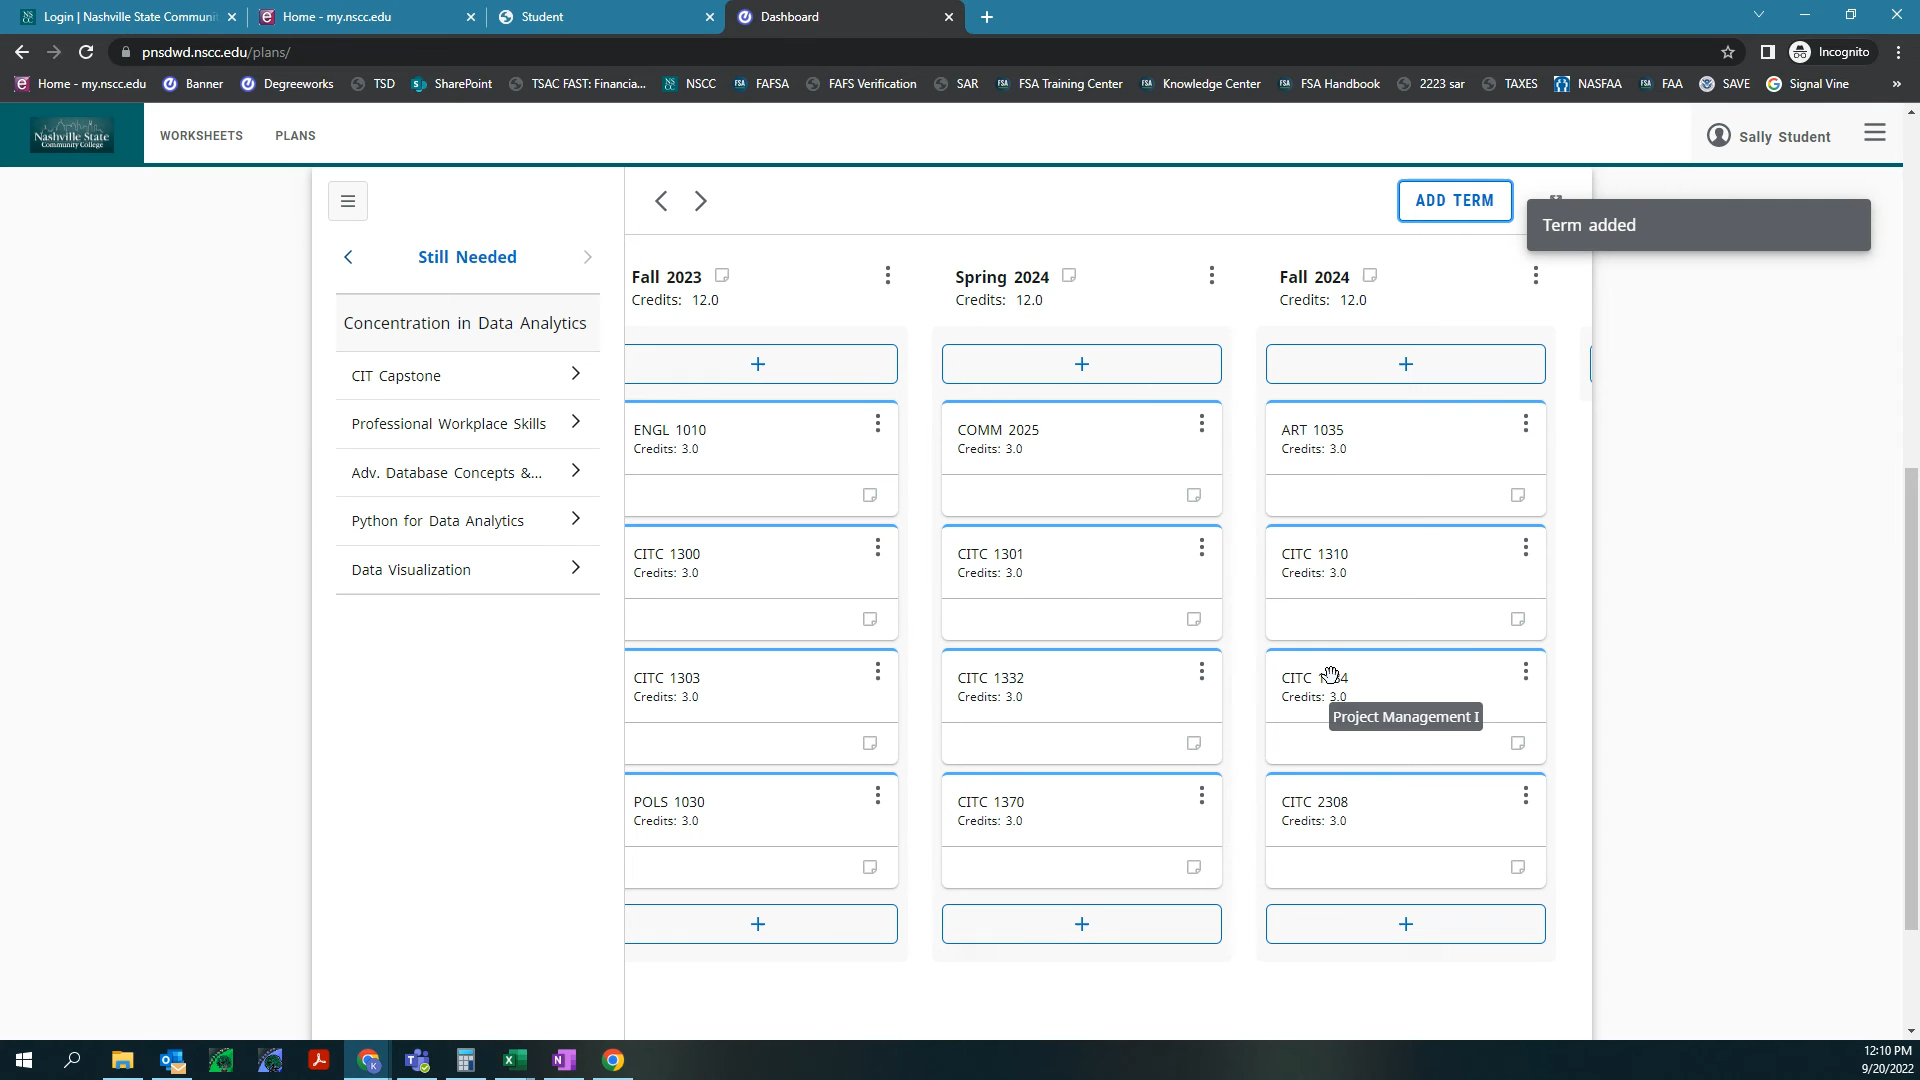 Login | Nashville State Communi
Home - my.nscc.edu
Student
Dashboard
pnsdwd.nscc.edu/plans/
Incognito
Home - my.nscc.edu
Banner
Degreeworks
TSD
SharePoint
TSAC FAST: Financia...
NSCC
FAFSA
FAFS Verification
SAR
FSA Training Center
Knowledge Center
FSA Handbook
2223 sar
TAXES
NASFAA
FAA
SAVE
Signal Vine
»
Nashville State
Community College
WORKSHEETS
PLANS
Sally Student
ADD TERM
Term added
Still Needed
Concentration in Data Analytics
CIT Capstone
Professional Workplace Skills
Adv. Database Concepts &...
Python for Data Analytics
Data Visualization
Fall 2023
Credits: 12.0
+
ENGL 1010
Credits: 3.0
CITC 1300
Credits: 3.0
CITC 1303
Credits: 3.0
POLS 1030
Credits: 3.0
+
Spring 2024
Credits: 12.0
+
COMM 2025
Credits: 3.0
CITC 1301
Credits: 3.0
CITC 1332
Credits: 3.0
CITC 1370
Credits: 3.0
+
Fall 2024
Credits: 12.0
+
ART 1035
Credits: 3.0
CITC 1310
Credits: 3.0
CITC
Credits: 3.0
Project Management I
CITC 2308
Credits: 3.0
+
12:10 PM
9/20/2022